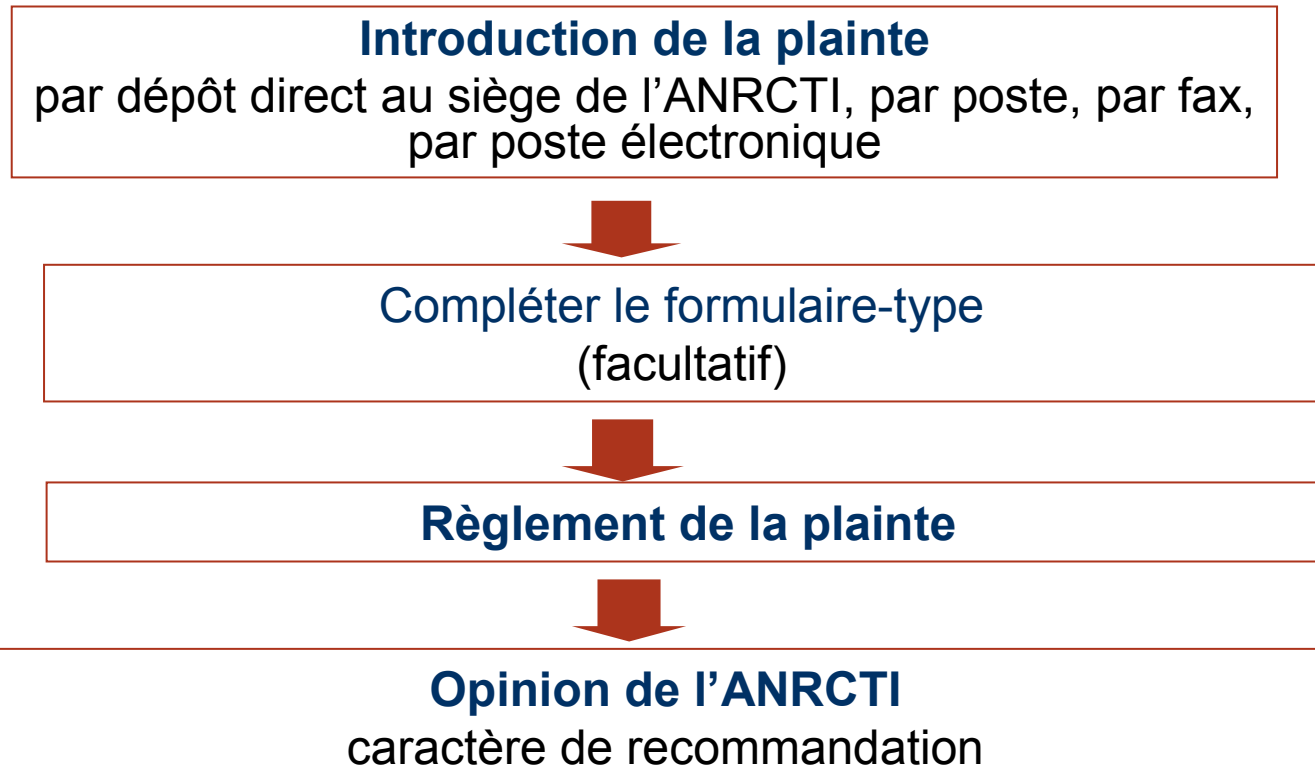 Introduction de la plainte
par dépôt direct au siège de l’ANRCTI, par poste, par fax,
par poste électronique
Compléter le formulaire-type
(facultatif)
Règlement de la plainte
Opinion de l’ANRCTI
caractère de recommandation